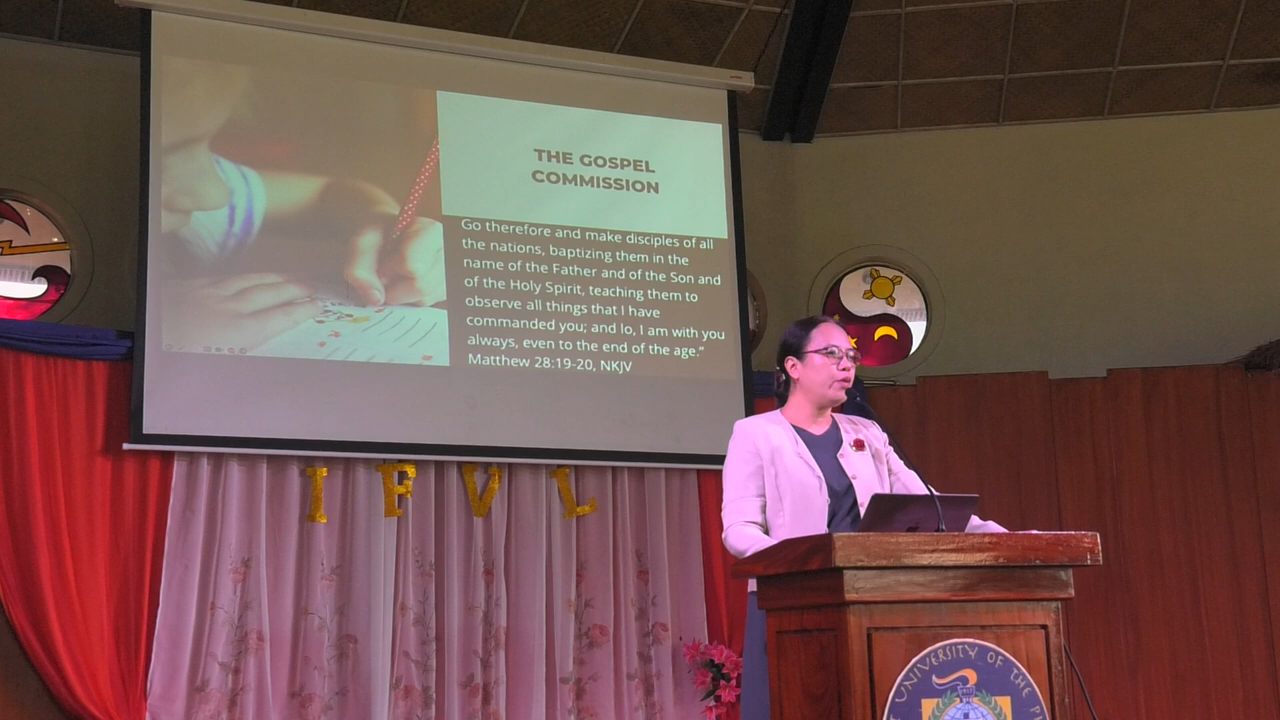 THE GOSPEL
COMMISSION
Go therefore and make disciples of all
the nations, baptizing them in the
name of the Father and of the Son and
of the Holy Spirit, teaching them to
observe all things that I have
commanded you; and lo, I am with you
always, even to the end of the age.”
Matthew 28:19-20, NKJV
I F V L
UNIVERSITY OF THE